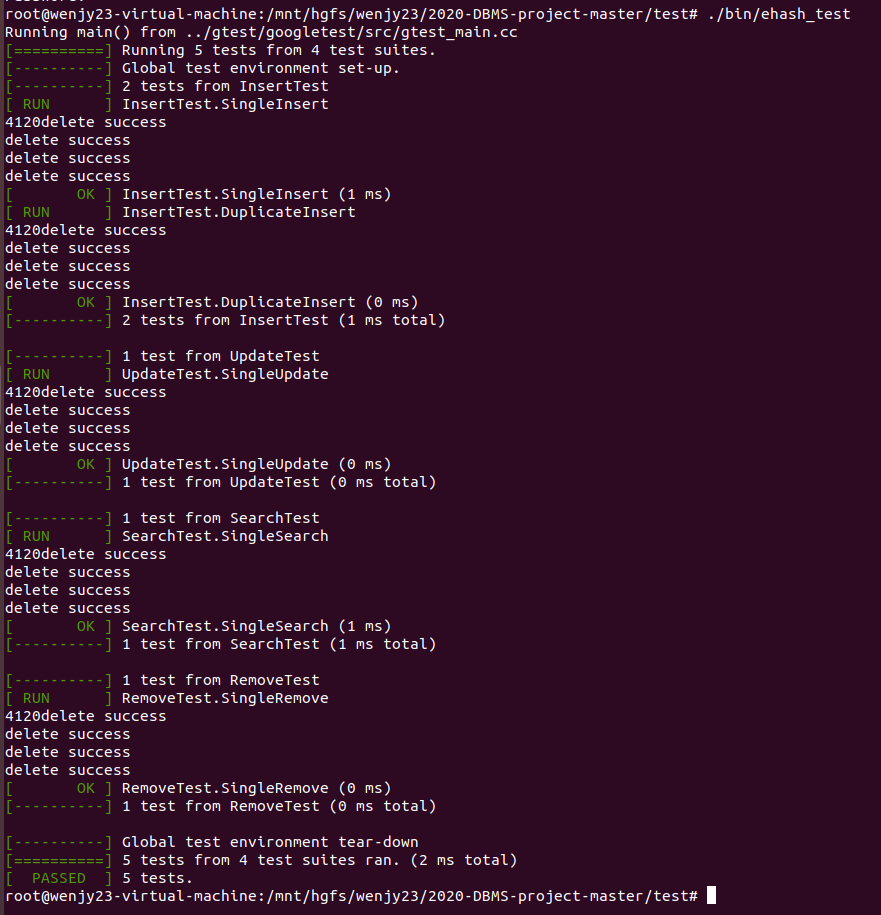 root@wenjy23-virtual-machine:/mnt/hgfs/wenjy23/2020-DBMS-project-master/test# ./bin/ehash_test
Running main() from ../gtest/googletest/src/gtest_main.cc
[==========] Running 5 tests from 4 test suites.
[----------] Global test environment set-up.
[----------] 2 tests from InsertTest
[ RUN      ] InsertTest.SingleInsert
4120delete success
delete success
delete success
delete success
[       OK ] InsertTest.SingleInsert (1 ms)
[ RUN      ] InsertTest.DuplicateInsert
4120delete success
delete success
delete success
delete success
[       OK ] InsertTest.DuplicateInsert (0 ms)
[----------] 2 tests from InsertTest (1 ms total)
[----------] 1 test from UpdateTest
[ RUN      ] UpdateTest.SingleUpdate
4120delete success
delete success
delete success
delete success
[       OK ] UpdateTest.SingleUpdate (0 ms)
[----------] 1 test from UpdateTest (0 ms total)
[----------] 1 test from SearchTest
[ RUN      ] SearchTest.SingleSearch
4120delete success
delete success
delete success
delete success
[       OK ] SearchTest.SingleSearch (1 ms)
[----------] 1 test from SearchTest (1 ms total)
[----------] 1 test from RemoveTest
[ RUN      ] RemoveTest.SingleRemove
4120delete success
delete success
delete success
delete success
[       OK ] RemoveTest.SingleRemove (0 ms)
[----------] 1 test from RemoveTest (0 ms total)
[----------] Global test environment tear-down
[==========] 5 tests from 4 test suites ran. (2 ms total)
[  PASSED  ] 5 tests.
root@wenjy23-virtual-machine:/mnt/hgfs/wenjy23/2020-DBMS-project-master/test#